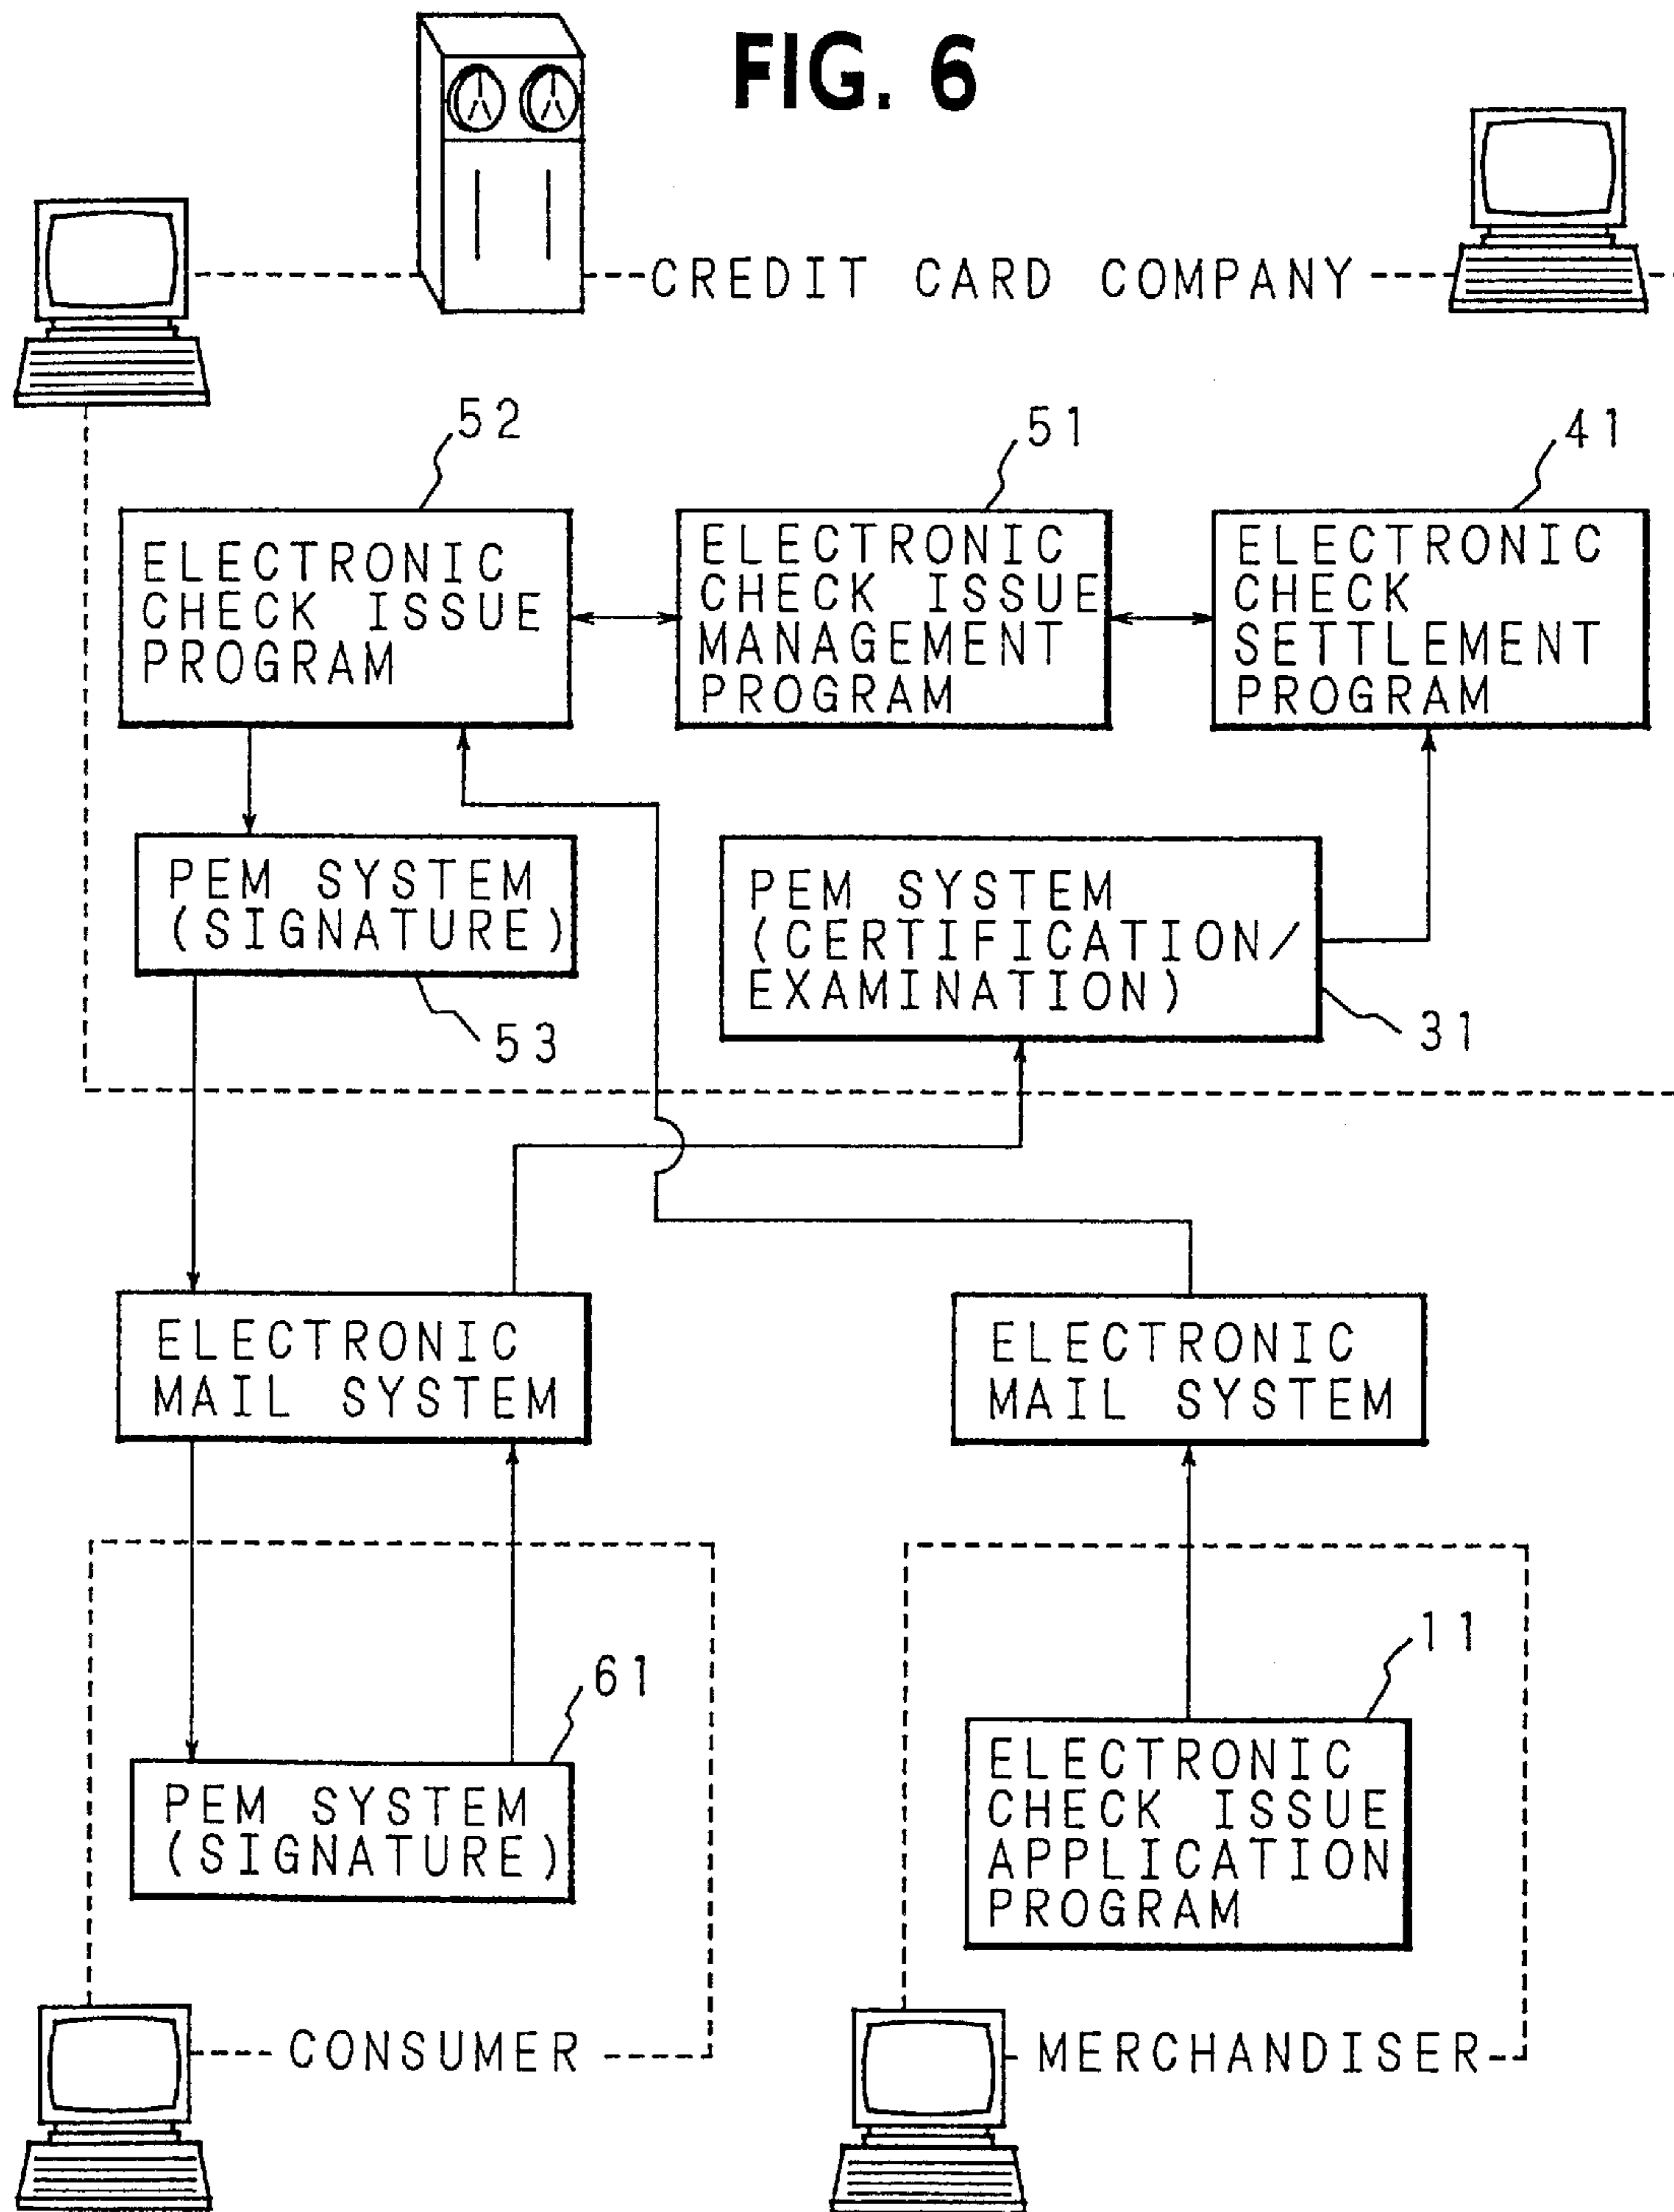 FIG. 6
CREDIT CARD COMPANY
52
51
41
ELECTRONIC
CHECK ISSUE
PROGRAM
ELECTRONIC
CHECK ISSUE
MANAGEMENT
PROGRAM
ELECTRONIC
CHECK
SETTLEMENT
PROGRAM
PEM SYSTEM
(SIGNATURE)
53
PEM SYSTEM
(CERTIFICATION/
EXAMINATION)
31
ELECTRONIC
MAIL SYSTEM
ELECTRONIC
MAIL SYSTEM
61
PEM SYSTEM
(SIGNATURE)
11
ELECTRONIC
CHECK ISSUE
APPLICATION
PROGRAM
CONSUMER
MERCHANDISER